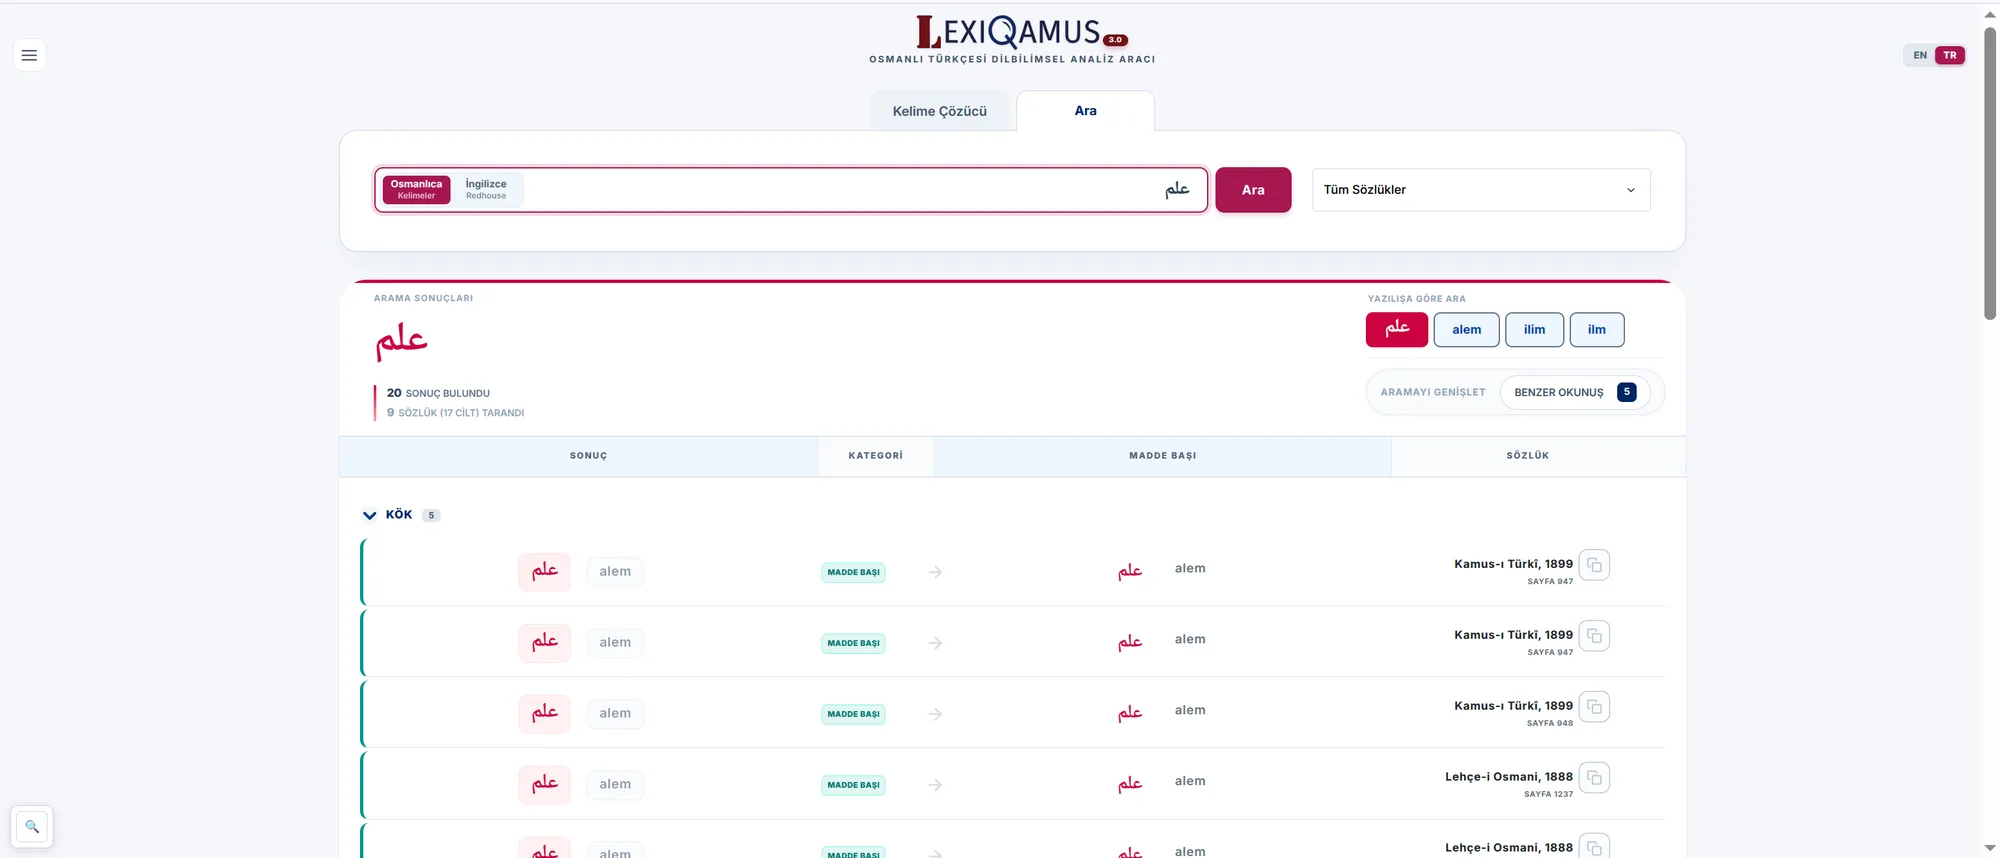 LEXIQAMUS 3.0
OSMANLI TÜRKÇESİ DİLBİLİMSEL ANALİZ ARACI
EN TR
Kelime Çözücü Ara
Osmanlıca İngilizce
Kelimeler Redhouse
علم
Ara
Tüm Sözlükler
ARAMA SONUÇLARI
علم
20 SONUÇ BULUNDU
9 SÖZLÜK (17 CİLT) TARANDI
YAZILIŞA GÖRE ARA
علم alem ilim ilm
ARAMAYI GENİŞLET BENZER OKUNUŞ 5
SONUÇ KATEGORİ MADDE BAŞI SÖZLÜK
KÖK 5
علم alem MADDE BAŞI → علم alem Kamus-ı Türkî, 1899
SAYFA 947
علم alem MADDE BAŞI → علم alem Kamus-ı Türkî, 1899
SAYFA 947
علم alem MADDE BAŞI → علم alem Kamus-ı Türkî, 1899
SAYFA 948
علم alem MADDE BAŞI → علم alem Lehçe-i Osmani, 1888
SAYFA 1237
علم alem MADDE BAŞI → علم alem Lehçe-i Osmani, 1888